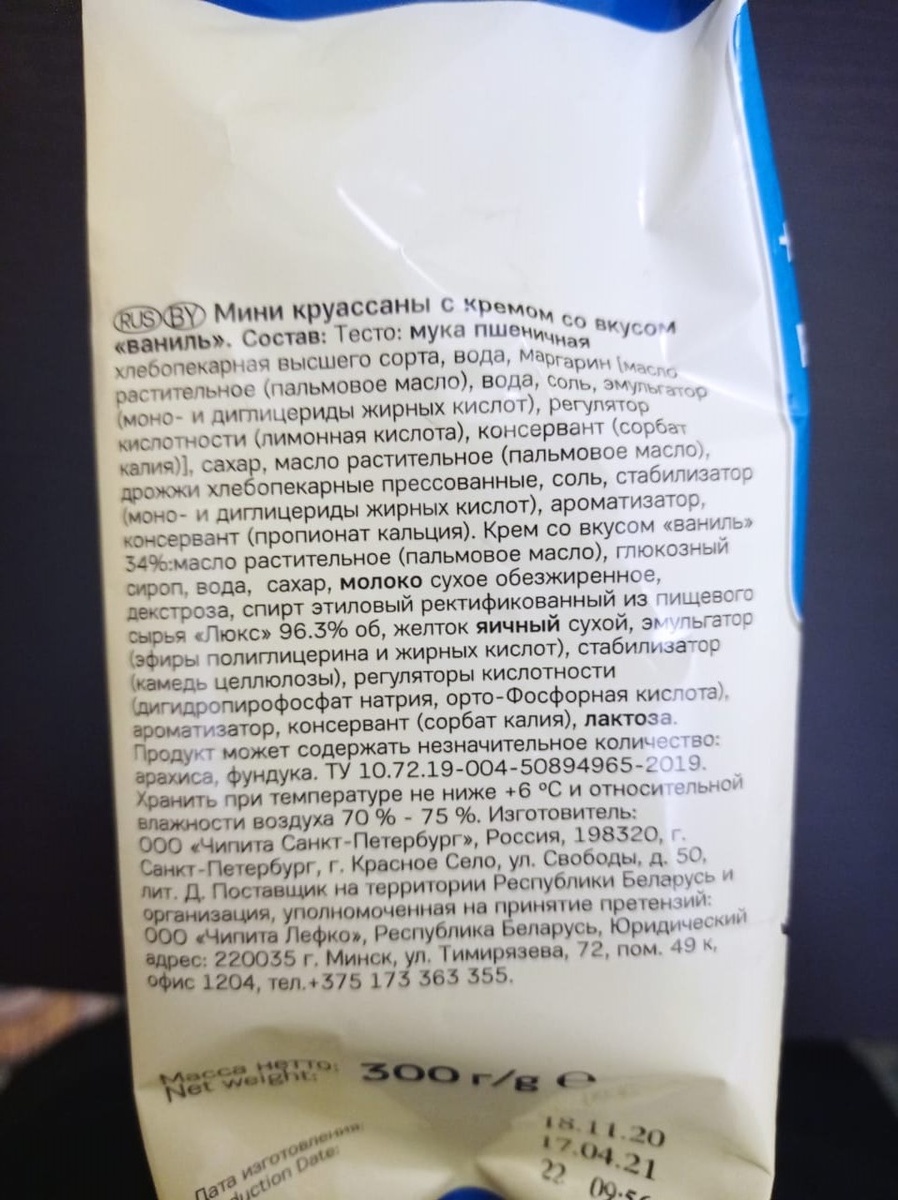 RUS BY Мини круассаны с кремом со вкусом
«ваниль». Состав: Тесто: мука пшеничная
хлебопекарная высшего сорта, вода, маргарин [масло
растительное (пальмовое масло), вода, соль, эмульгатор
(моно- и диглицериды жирных кислот), регулятор
кислотности (лимонная кислота), консервант (сорбат
калия)], сахар, масло растительное (пальмовое масло),
дрожжи хлебопекарные прессованные, соль, стабилизатор
(моно- и диглицериды жирных кислот), ароматизатор,
консервант (пропионат кальция). Крем со вкусом «ваниль»
34%:масло растительное (пальмовое масло), глюкозный
сироп, вода, сахар, молоко сухое обезжиренное,
декстроза, спирт этиловый ректификованный из пищевого
сырья «Люкс» 96.3% об, желток яичный сухой, эмульгатор
(эфиры полиглицерина и жирных кислот), стабилизатор
(камедь целлюлозы), регуляторы кислотности
(дигидропирофосфат натрия, орто-Фосфорная кислота),
ароматизатор, консервант (сорбат калия), лактоза.
Продукт может содержать незначительное количество:
арахиса, фундука. ТУ 10.72.19-004-50894965-2019.
Хранить при температуре не ниже +6 ºС и относительной
влажности воздуха 70 % - 75 %. Изготовитель:
ООО «Чипита Санкт-Петербург», Россия, 198320, г.
Санкт-Петербург, г. Красное Село, ул. Свободы, д. 50,
лит. Д. Поставщик на территории Республики Беларусь и
организация, уполномоченная на принятие претензий:
ООО «Чипита Лефко», Республика Беларусь, Юридический
адрес: 220035 г. Минск, ул. Тимирязева, 72, пом. 49 к,
офис 1204, тел.+375 173 363 355.
Масса нетто:
Net weight:
300 г/g e
Дата изготовления:
Date:
18.11.20
17.04.21
22